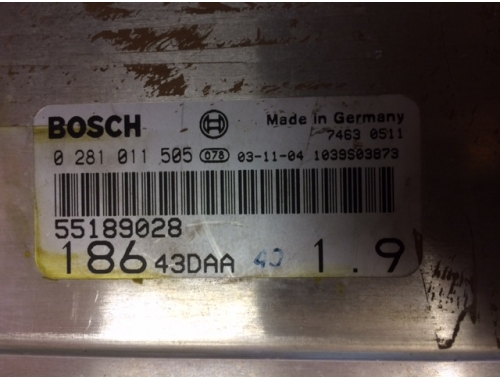 BOSCH Made in Germany
7463 0511
0 281 011 505 078 03-11-04 1039S03873
55189028
186 43DAA 1.9